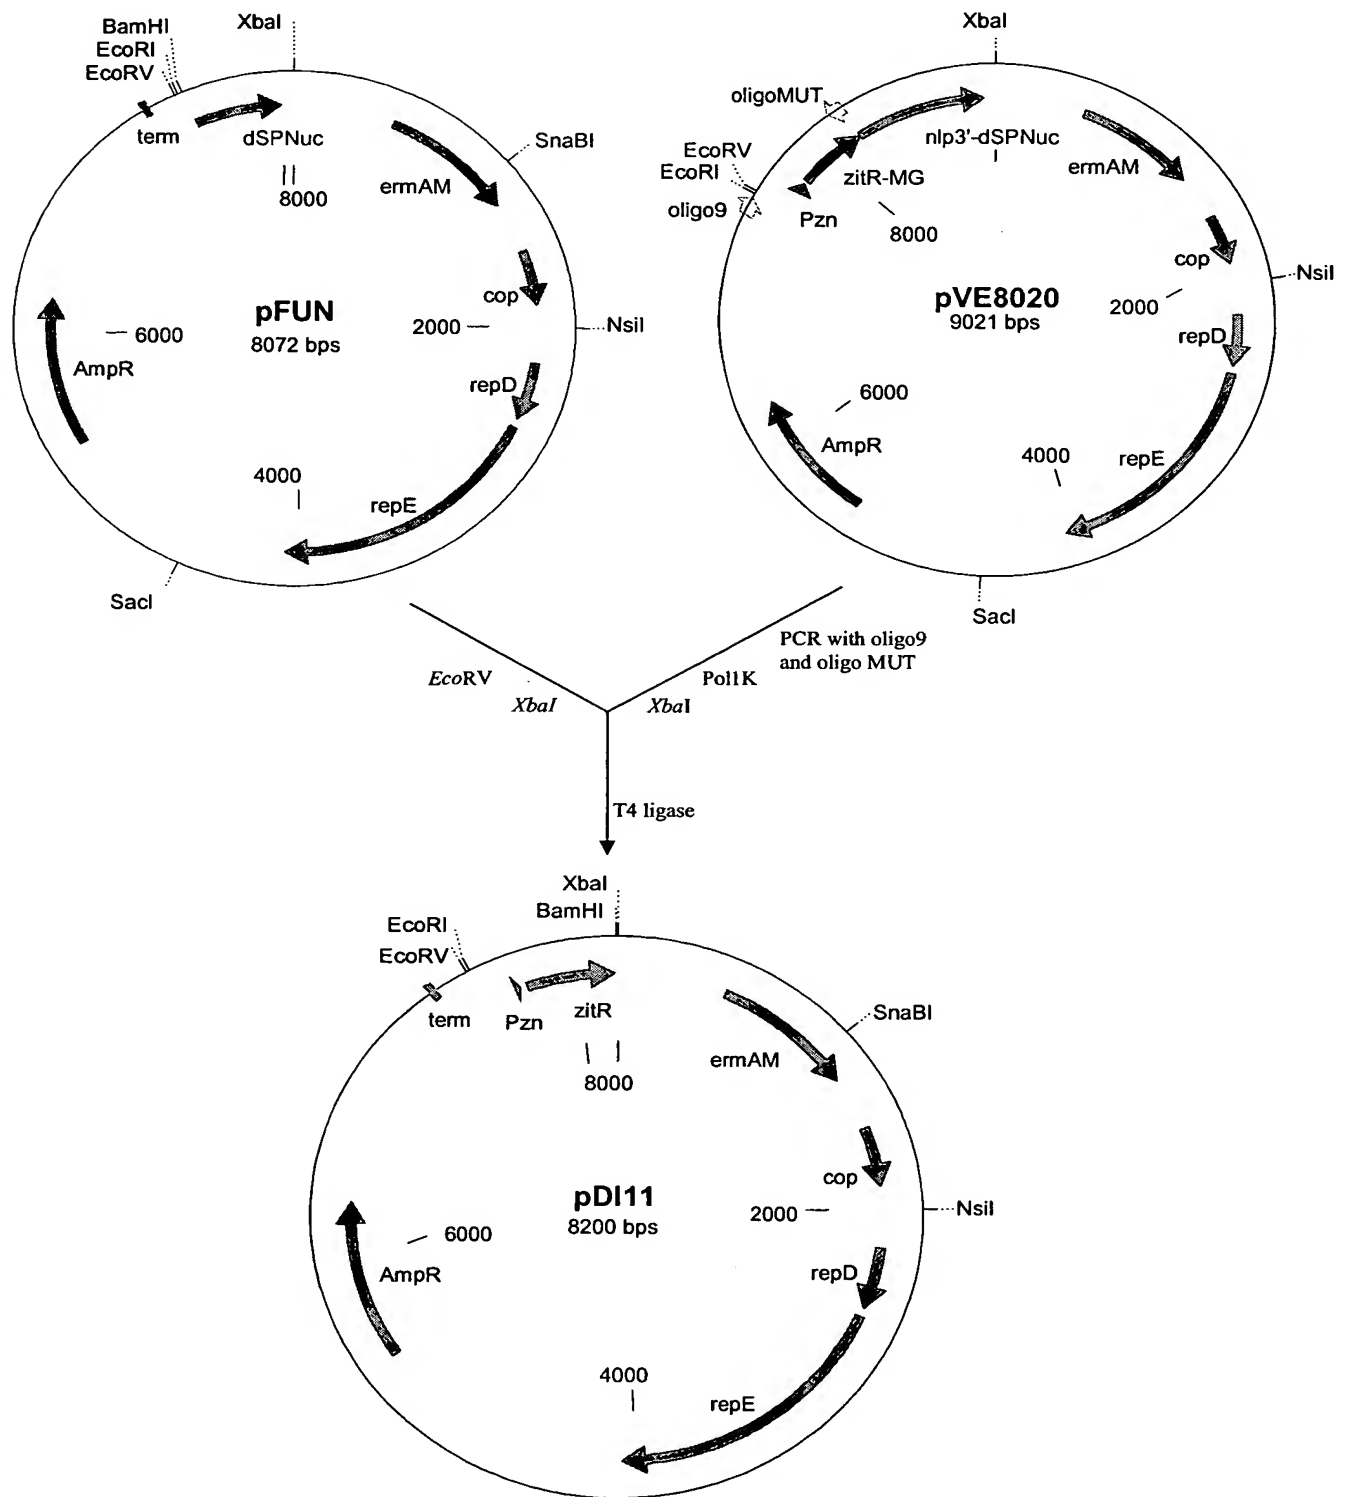 XbaI
BamHI
EcoRI
EcoRV
term
dSPNuc
8000
ermAM
SnaBI
cop
pFUN
8072 bps
2000
NsiI
6000
AmpR
repD
4000
repE
SacI
XbaI
oligoMUT
EcoRV
EcoRI
oligo9
Pzn
zitR-MG
nlp3'-dSPNuc
ermAM
8000
cop
pVE8020
9021 bps
2000
NsiI
repD
6000
AmpR
4000
repE
SacI
EcoRV
XbaI
PCR with oligo9
and oligo MUT
Pol1K
XbaI
T4 ligase
XbaI
BamHI
EcoRI
EcoRV
term
Pzn
zitR
8000
ermAM
SnaBI
cop
pDI11
8200 bps
2000
NsiI
6000
AmpR
repD
4000
repE